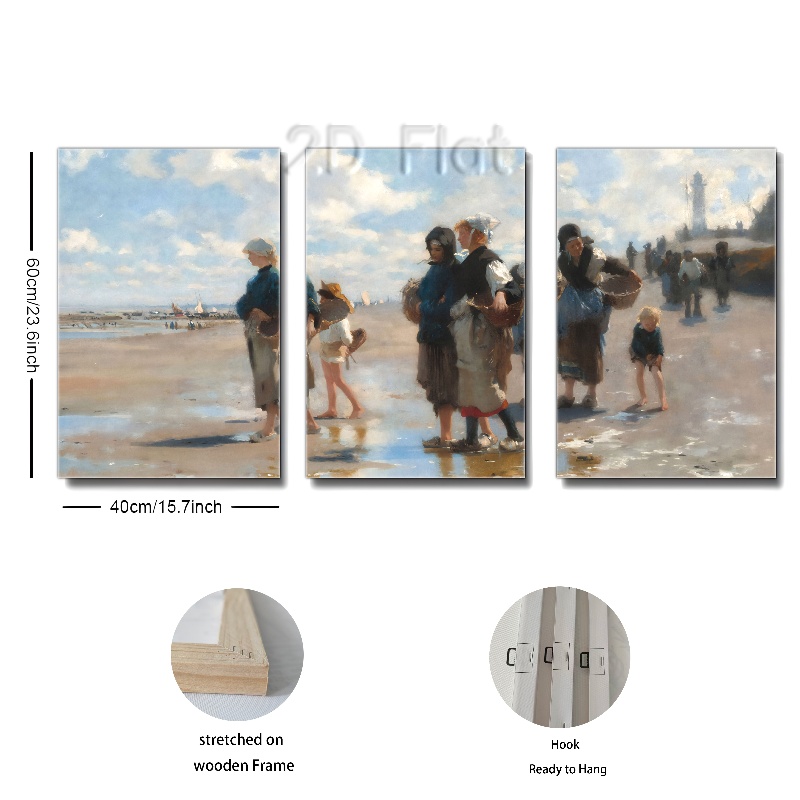 2D Flat
60cm/23.6inch
40cm/15.7inch
stretched on
wooden Frame
Hook
Ready to Hang